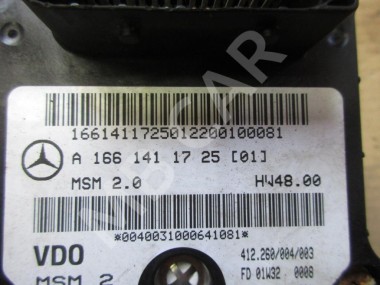 1661411725012200100081
A 166 141 17 25 [01]
MSM 2.0 HW48.00
*0040031000641081*
VDO 412.260/004/003
MSM 2 FD 01W32 0008
MISCAR